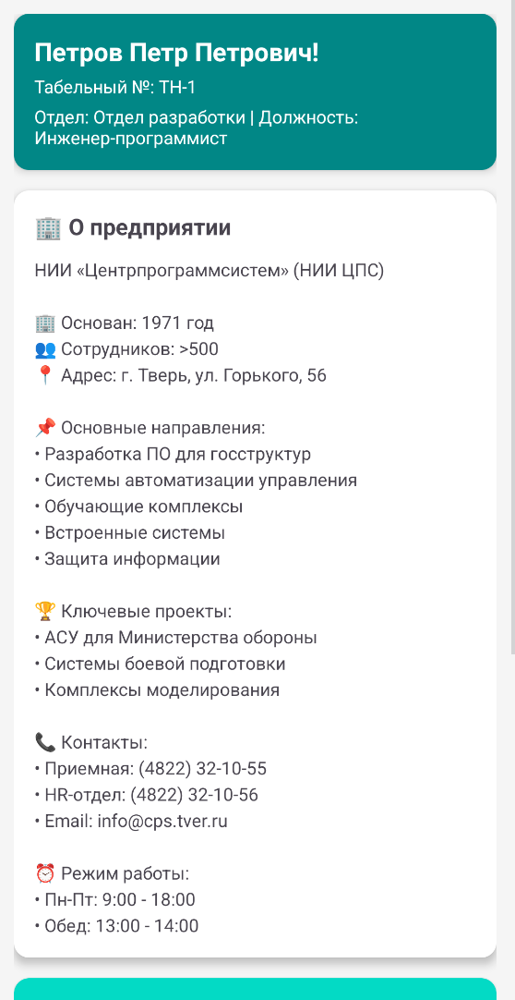 Петров Петр Петрович!
Табельный №: ТН-1
Отдел: Отдел разработки | Должность:
Инженер-программист
🏢 О предприятии
НИИ «Центрпрограммсистем» (НИИ ЦПС)
🏢 Основан: 1971 год
👥 Сотрудников: >500
📍 Адрес: г. Тверь, ул. Горького, 56
📌 Основные направления:
• Разработка ПО для госструктур
• Системы автоматизации управления
• Обучающие комплексы
• Встроенные системы
• Защита информации
🏆 Ключевые проекты:
• АСУ для Министерства обороны
• Системы боевой подготовки
• Комплексы моделирования
📞 Контакты:
• Приемная: (4822) 32-10-55
• HR-отдел: (4822) 32-10-56
• Email: info@cps.tver.ru
⏰ Режим работы:
• Пн-Пт: 9:00 - 18:00
• Обед: 13:00 - 14:00